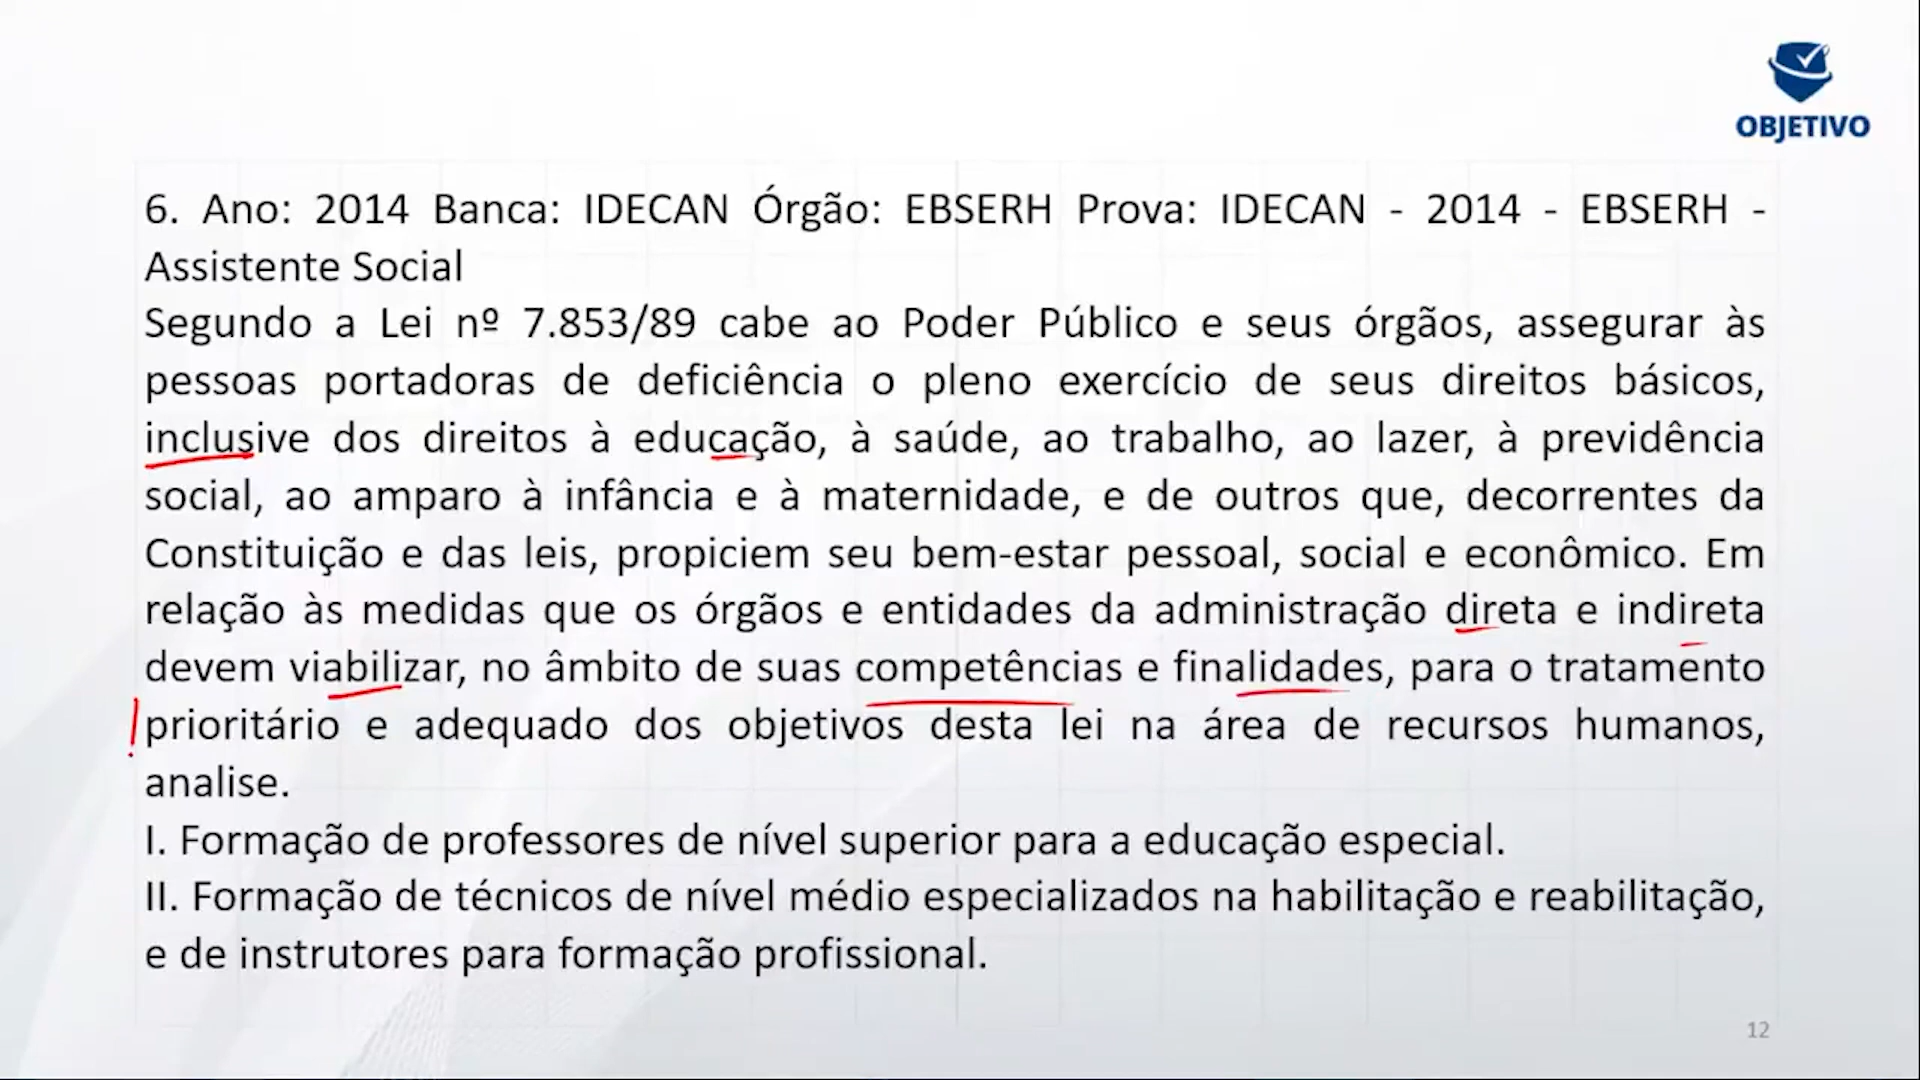 OBJETIVO
6. Ano: 2014 Banca: IDECAN Órgão: EBSERH Prova: IDECAN - 2014 - EBSERH -
Assistente Social
Segundo a Lei nº 7.853/89 cabe ao Poder Público e seus órgãos, assegurar às
pessoas portadoras de deficiência o pleno exercício de seus direitos básicos,
inclusive dos direitos à educação, à saúde, ao trabalho, ao lazer, à previdência
social, ao amparo à infância e à maternidade, e de outros que, decorrentes da
Constituição e das leis, propiciem seu bem-estar pessoal, social e econômico. Em
relação às medidas que os órgãos e entidades da administração direta e indireta
devem viabilizar, no âmbito de suas competências e finalidades, para o tratamento
prioritário e adequado dos objetivos desta lei na área de recursos humanos,
analise.
I. Formação de professores de nível superior para a educação especial.
II. Formação de técnicos de nível médio especializados na habilitação e reabilitação,
e de instrutores para formação profissional.
12